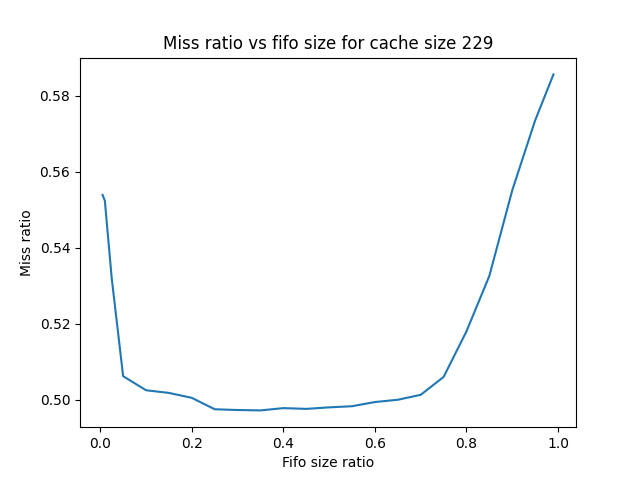 Miss ratio vs fifo size for cache size 229
Miss ratio
0.58
0.56
0.54
0.52
0.50
0.0 0.2 0.4 0.6 0.8 1.0
Fifo size ratio